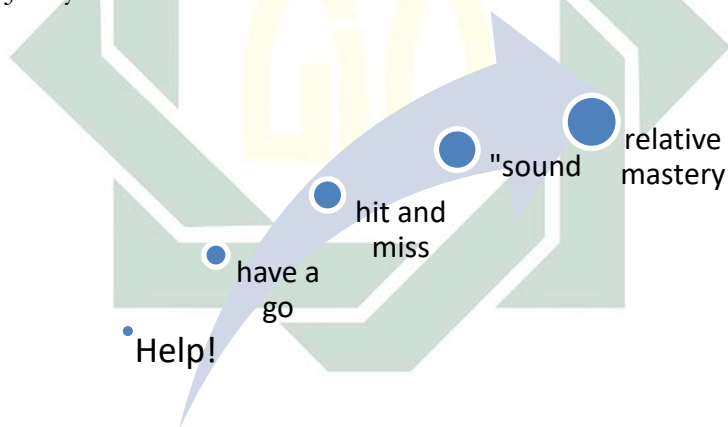 Help!
have a
go
hit and
miss
"sound
relative
mastery